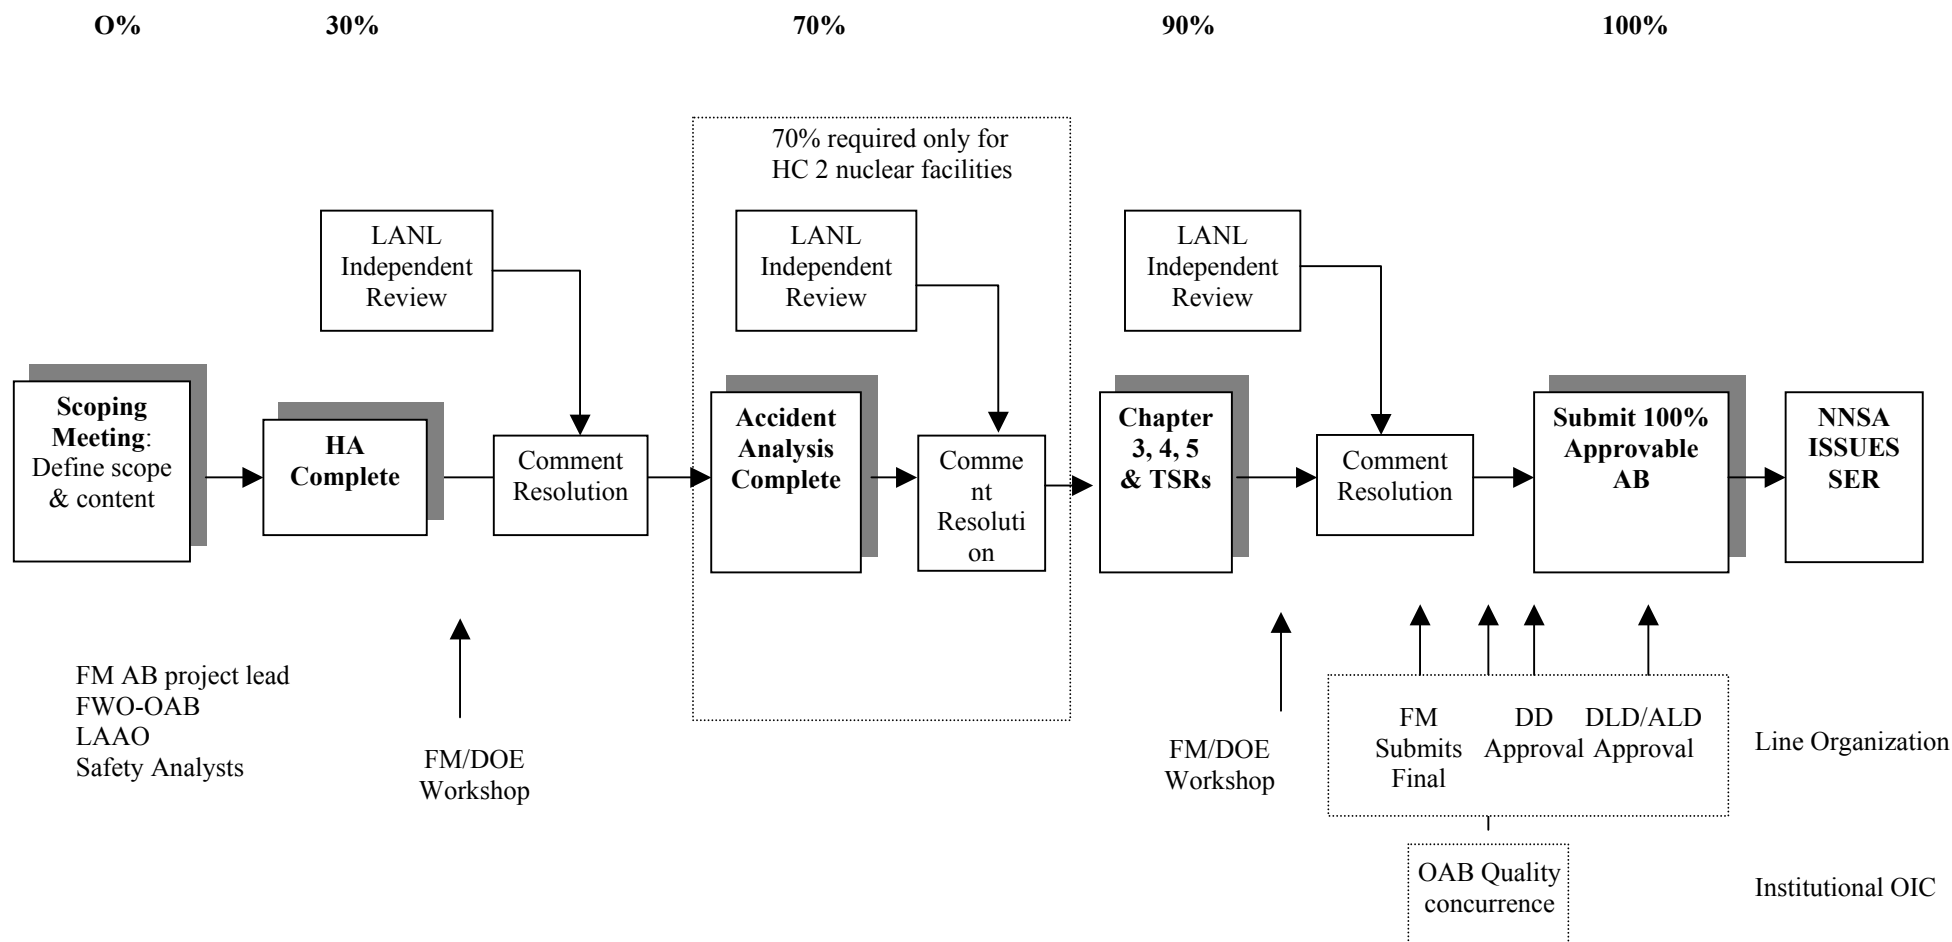 O%
30%
70%
90%
100%
70% required only for
HC 2 nuclear facilities
LANL
Independent
Review
LANL
Independent
Review
LANL
Independent
Review
Scoping
Meeting:
Define scope
& content
HA
Complete
Comment
Resolution
Accident
Analysis
Complete
Comme
nt
Resoluti
on
Chapter
3, 4, 5
& TSRs
Comment
Resolution
Submit 100%
Approvable
AB
NNSA
ISSUES
SER
FM AB project lead
FWO-OAB
LAAO
Safety Analysts
FM/DOE
Workshop
FM/DOE
Workshop
FM
Submits
Final
DD
Approval
DLD/ALD
Approval
Line Organization
OAB Quality
concurrence
Institutional OIC